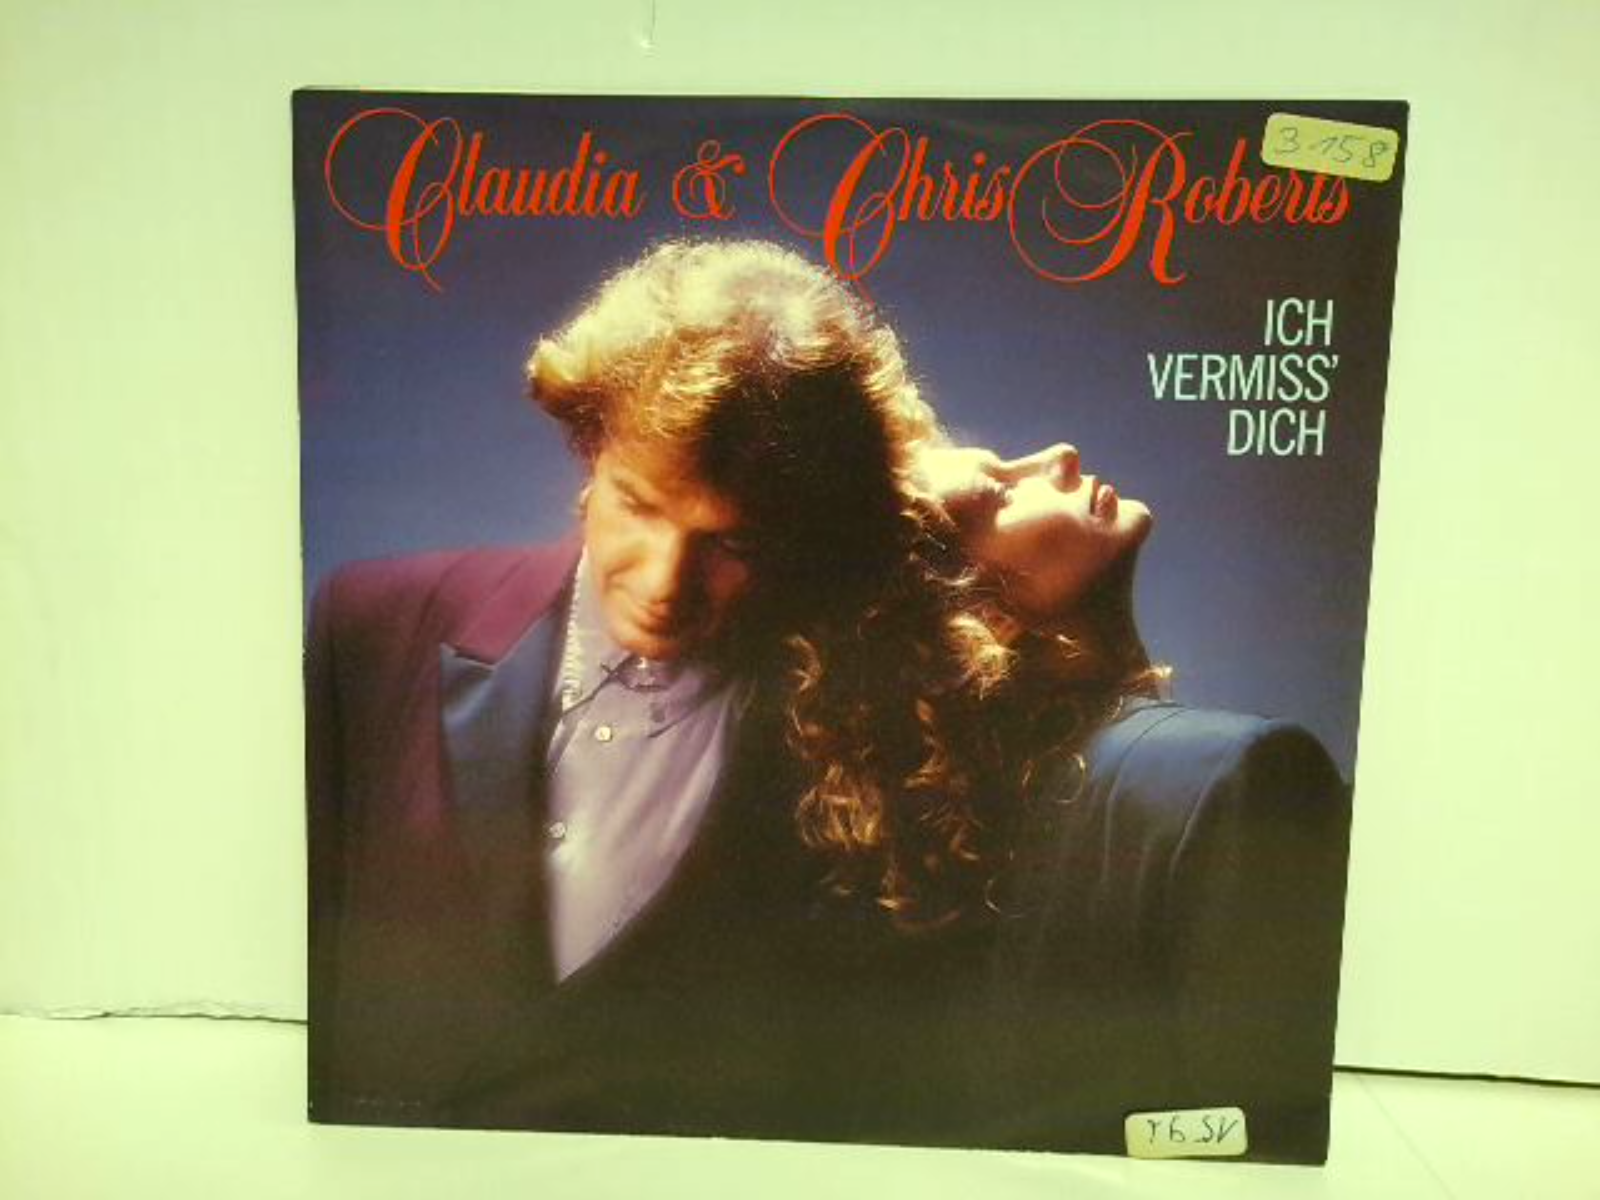 Claudia & Chris Roberts
3-158
ICH
VERMISS'
DICH